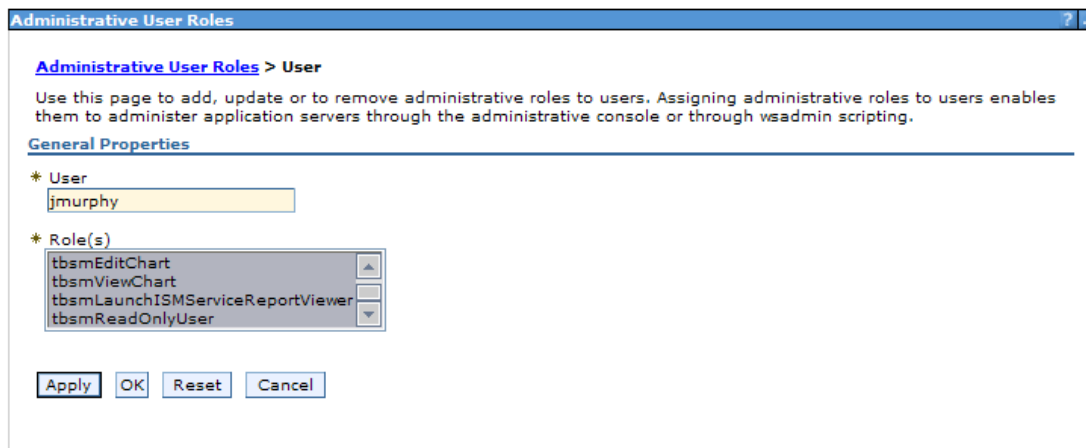 Administrative User Roles ?
Administrative User Roles > User
Use this page to add, update or to remove administrative roles to users. Assigning administrative roles to users enables
them to administer application servers through the administrative console or through wsadmin scripting.
General Properties
* User
jmurphy
* Role(s)
tbsmEditChart
tbsmViewChart
tbsmLaunchISMServiceReportViewer
tbsmReadOnlyUser
Apply OK Reset Cancel